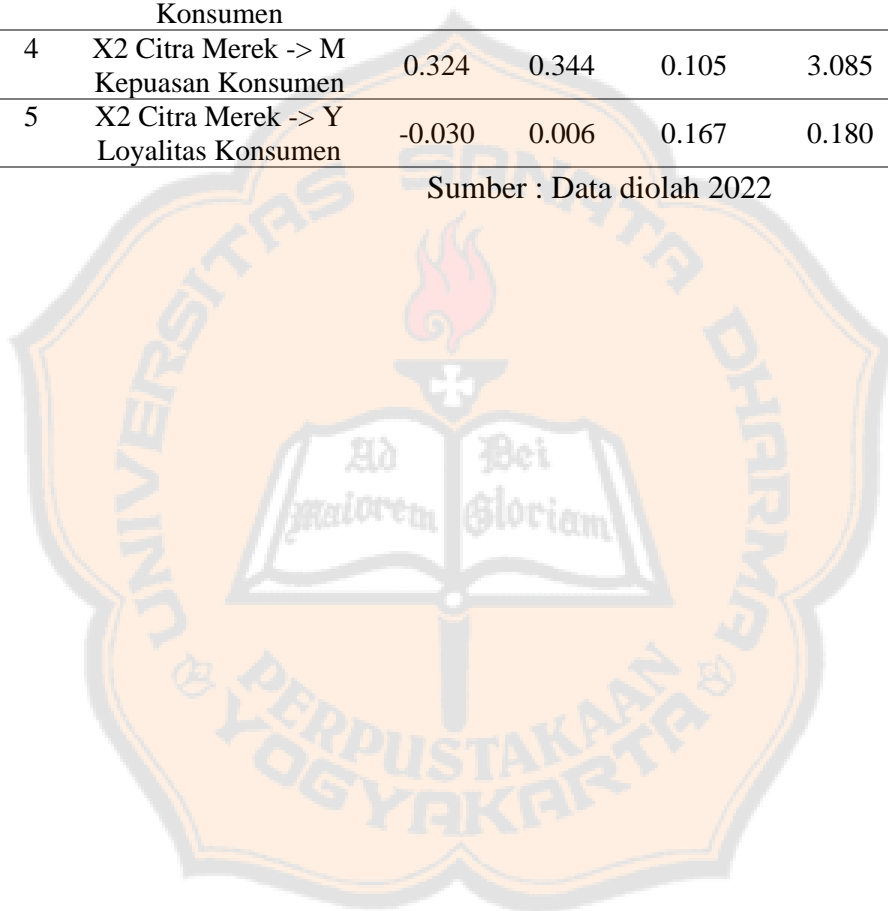 Konsumen
4 X2 Citra Merek -> M Kepuasan Konsumen 0.324 0.344 0.105 3.085
5 X2 Citra Merek -> Y Loyalitas Konsumen -0.030 0.006 0.167 0.180
Sumber : Data diolah 2022
UNIVERSITAS SANATA DHARMA
Ad Maiorem
Dei Gloriam
PERPUSTAKAAN
YOGYAKARTA